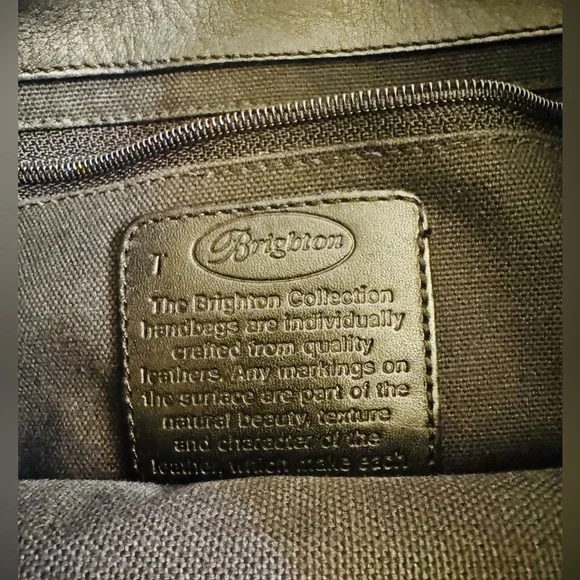 Brighton
T
The Brighton Collection
handbags are individually
crafted from quality
leathers. Any markings on
the surface are part of the
natural beauty, texture
and character of the
leather, which make each